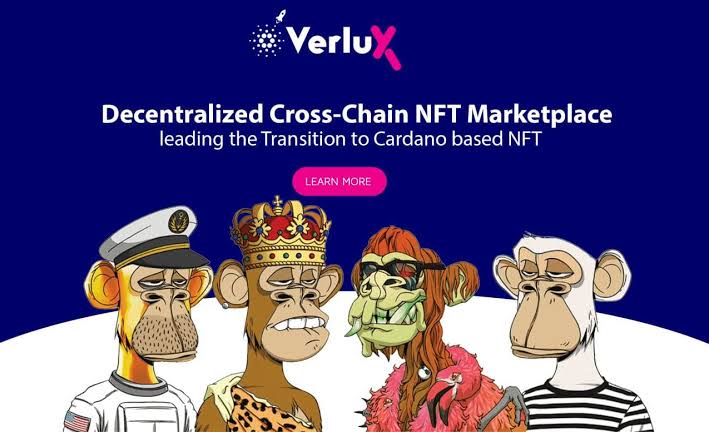 VerluX
Decentralized Cross-Chain NFT Marketplace
leading the Transition to Cardano based NFT
LEARN MORE